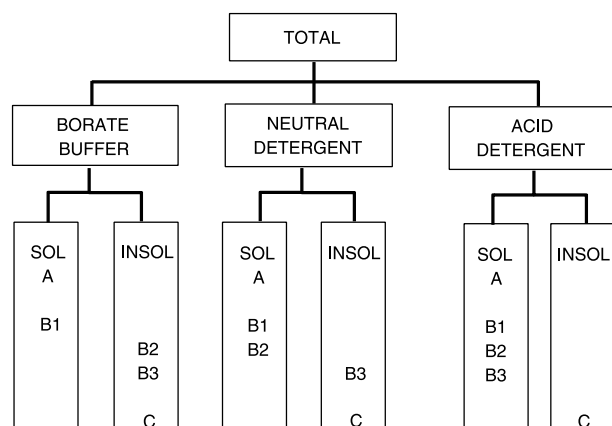 TOTAL
BORATE
BUFFER
NEUTRAL
DETERGENT
ACID
DETERGENT
SOL
A
B1
INSOL
B2
B3
C
SOL
A
B1
B2
INSOL
B3
C
SOL
A
B1
B2
B3
INSOL
C